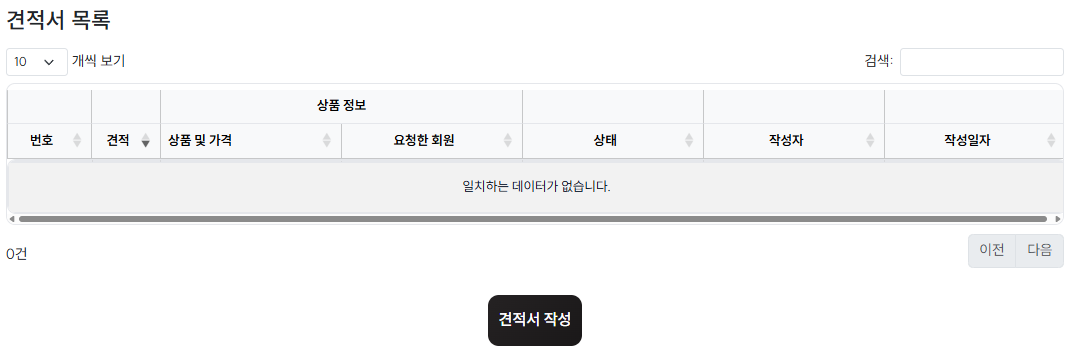 견적서 목록
10 개씩 보기 검색:
상품 정보
번호 견적 상품 및 가격 요청한 회원 상태 작성자 작성일자
일치하는 데이터가 없습니다.
0건 이전 다음
견적서 작성